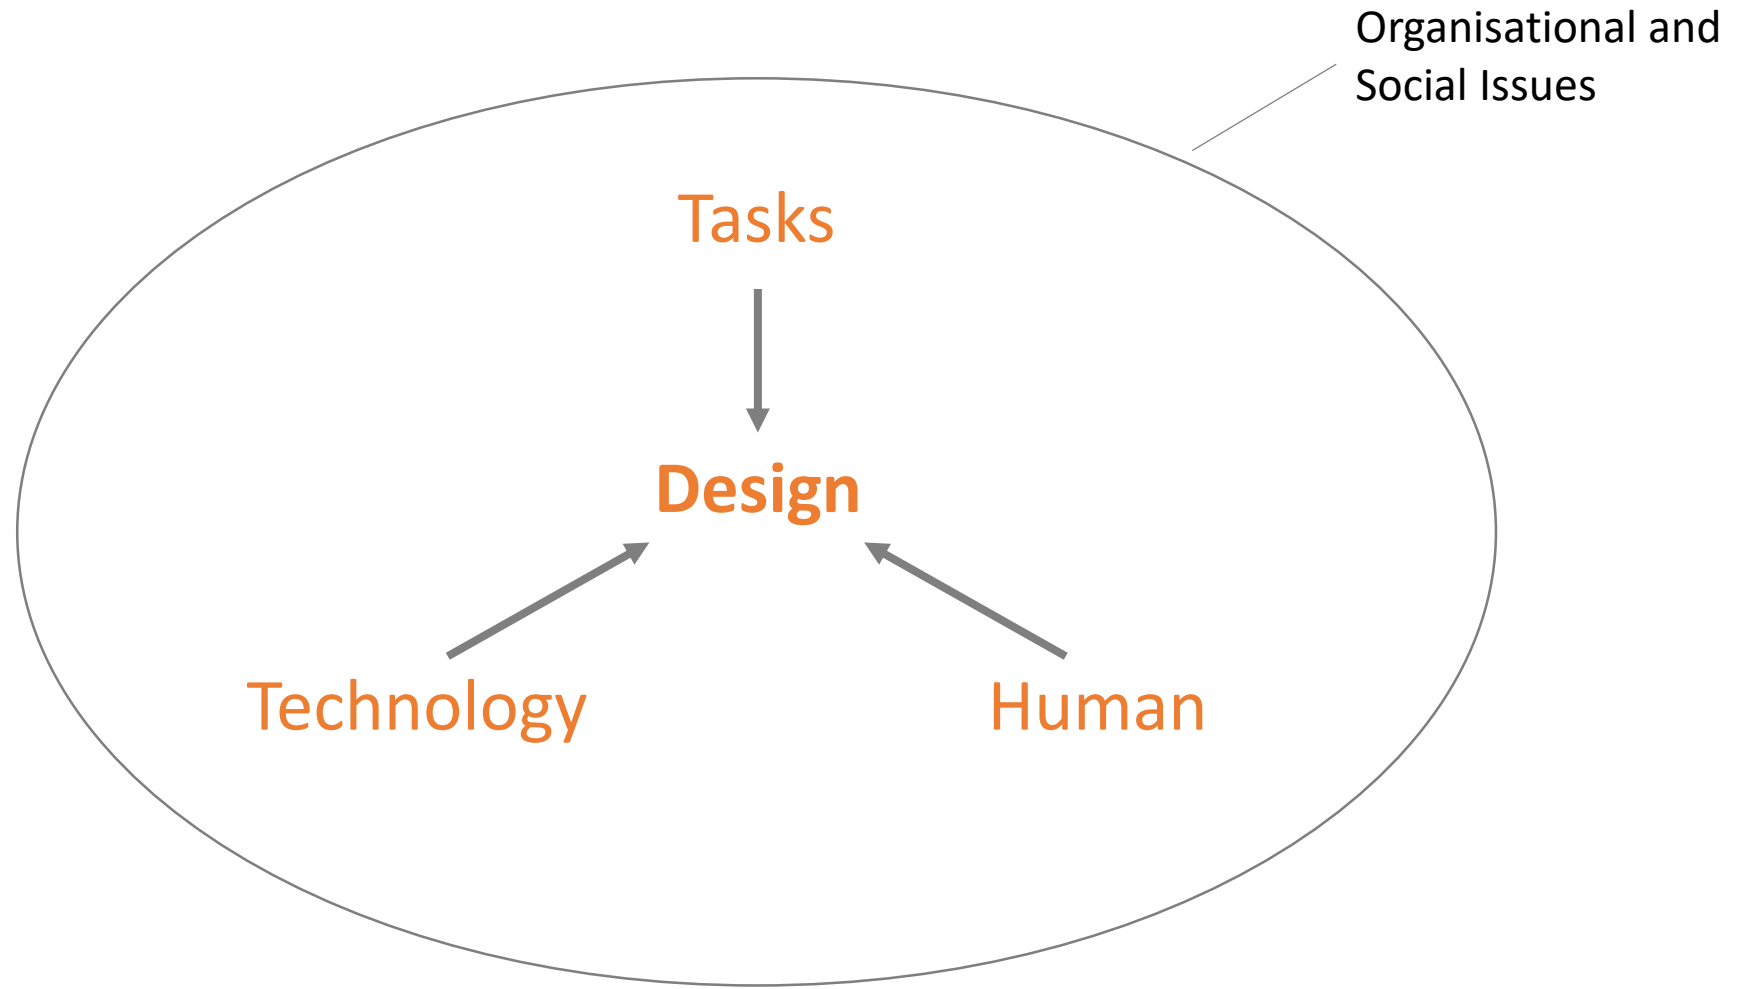 Organisational and
Social Issues
Tasks
Design
Technology
Human